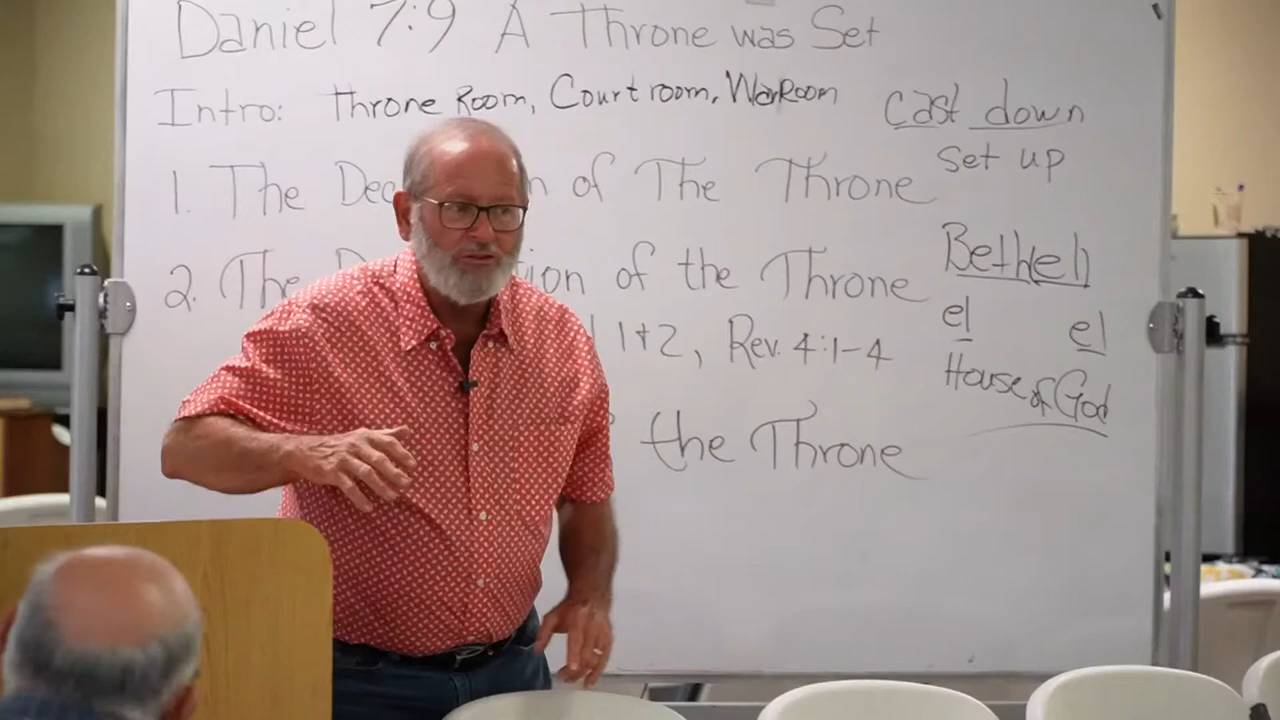 Daniel 7:9 A Throne was Set
Intro: Throne Room, Courtroom, WarRoom
cast down
set up
1. The of The Throne
2. The of the Throne
Bethel
el el
1+2, Rev. 4:1-4
House of God
the Throne